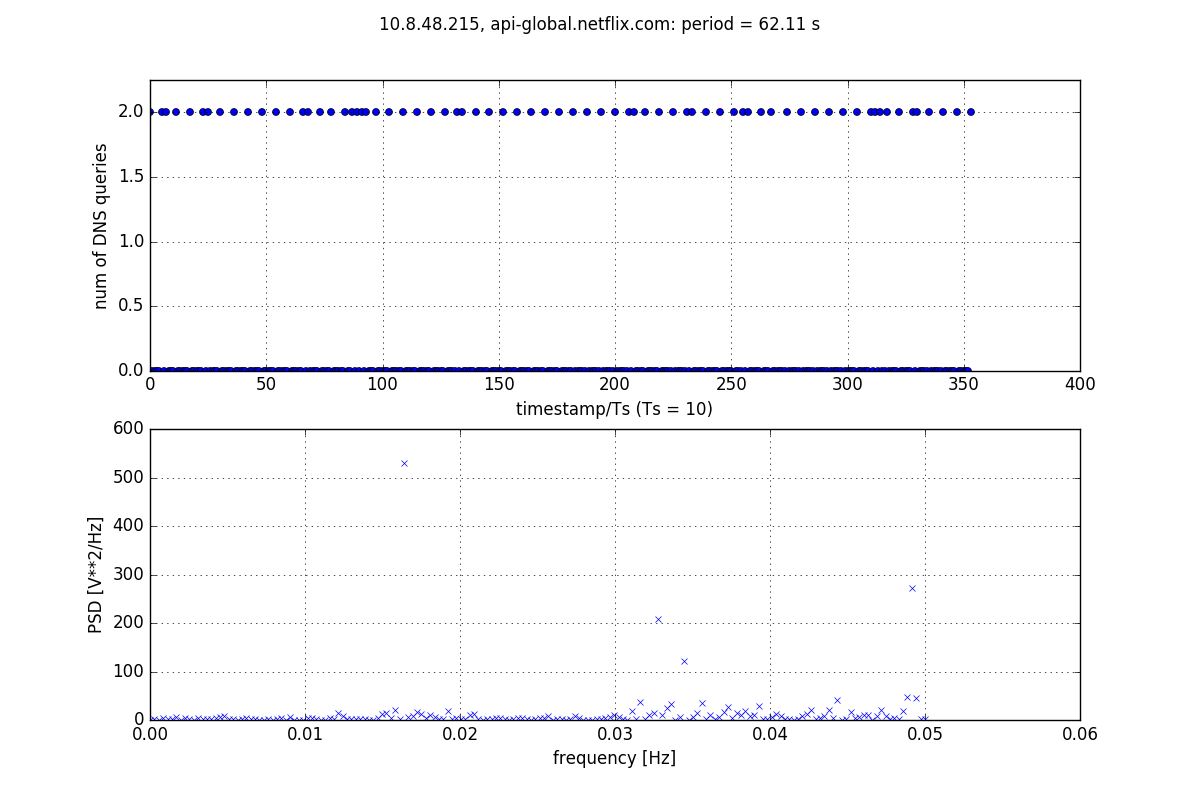 10.8.48.215, api-global.netflix.com: period = 62.11 s
2.0
1.5
1.0
0.5
0.0
num of DNS queries
0 50 100 150 200 250 300 350 400
timestamp/Ts (Ts = 10)
600
500
400
300
200
100
0
PSD [V**2/Hz]
0.00 0.01 0.02 0.03 0.04 0.05 0.06
frequency [Hz]